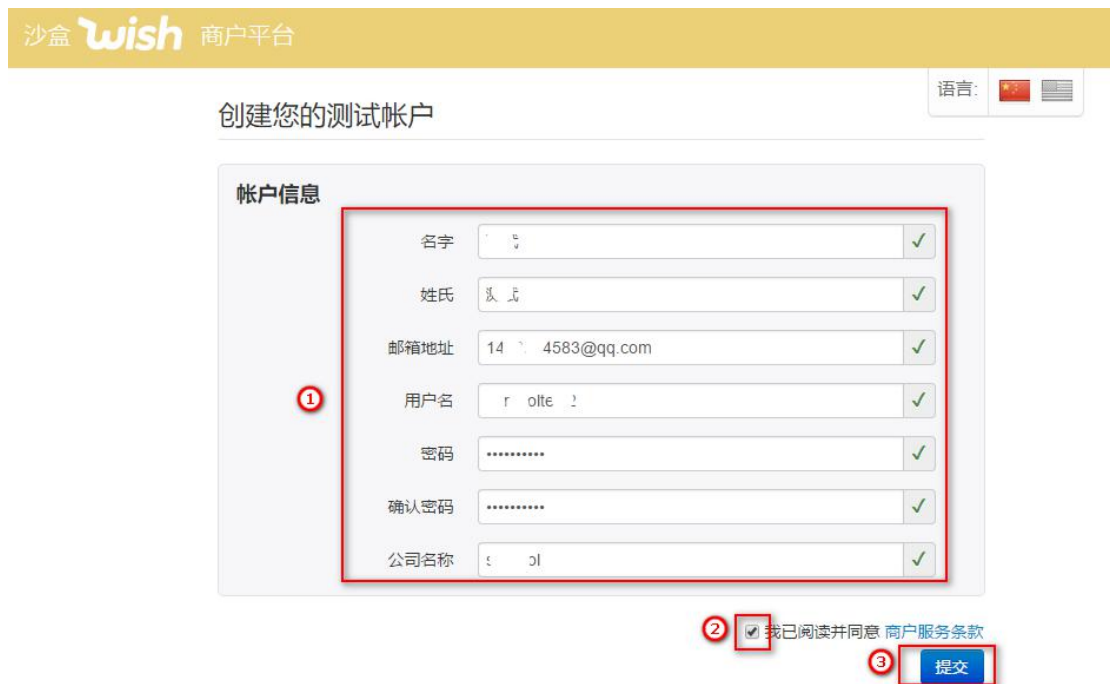 沙盒 wish 商户平台
语言:
创建您的测试帐户
帐户信息
名字
姓氏
邮箱地址 14 4583@qq.com
① 用户名
密码 ••••••••••
确认密码 ••••••••••
公司名称
② 我已阅读并同意 商户服务条款
③ 提交